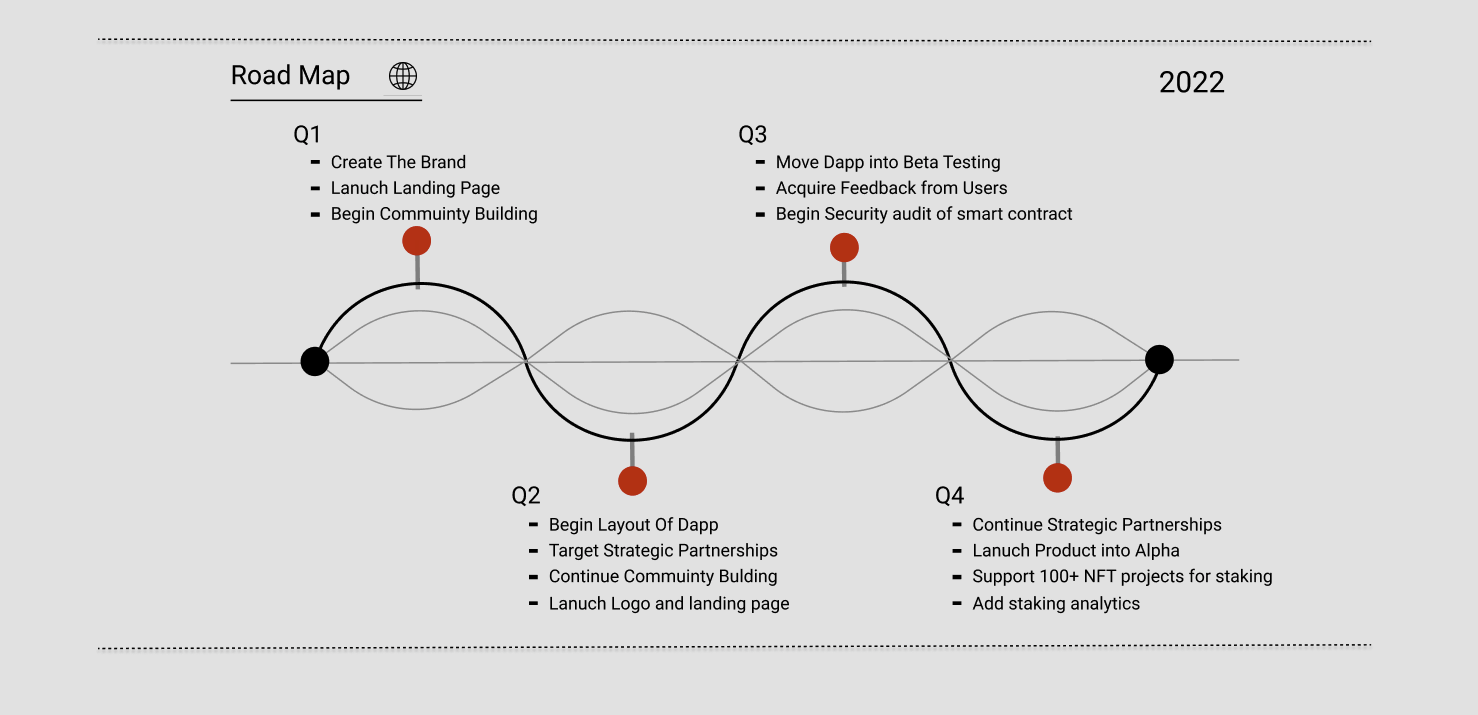 Road Map
2022
Q1
- Create The Brand
- Lanuch Landing Page
- Begin Commuinty Building
Q3
- Move Dapp into Beta Testing
- Acquire Feedback from Users
- Begin Security audit of smart contract
Q2
- Begin Layout Of Dapp
- Target Strategic Partnerships
- Continue Commuinty Bulding
- Lanuch Logo and landing page
Q4
- Continue Strategic Partnerships
- Lanuch Product into Alpha
- Support 100+ NFT projects for staking
- Add staking analytics